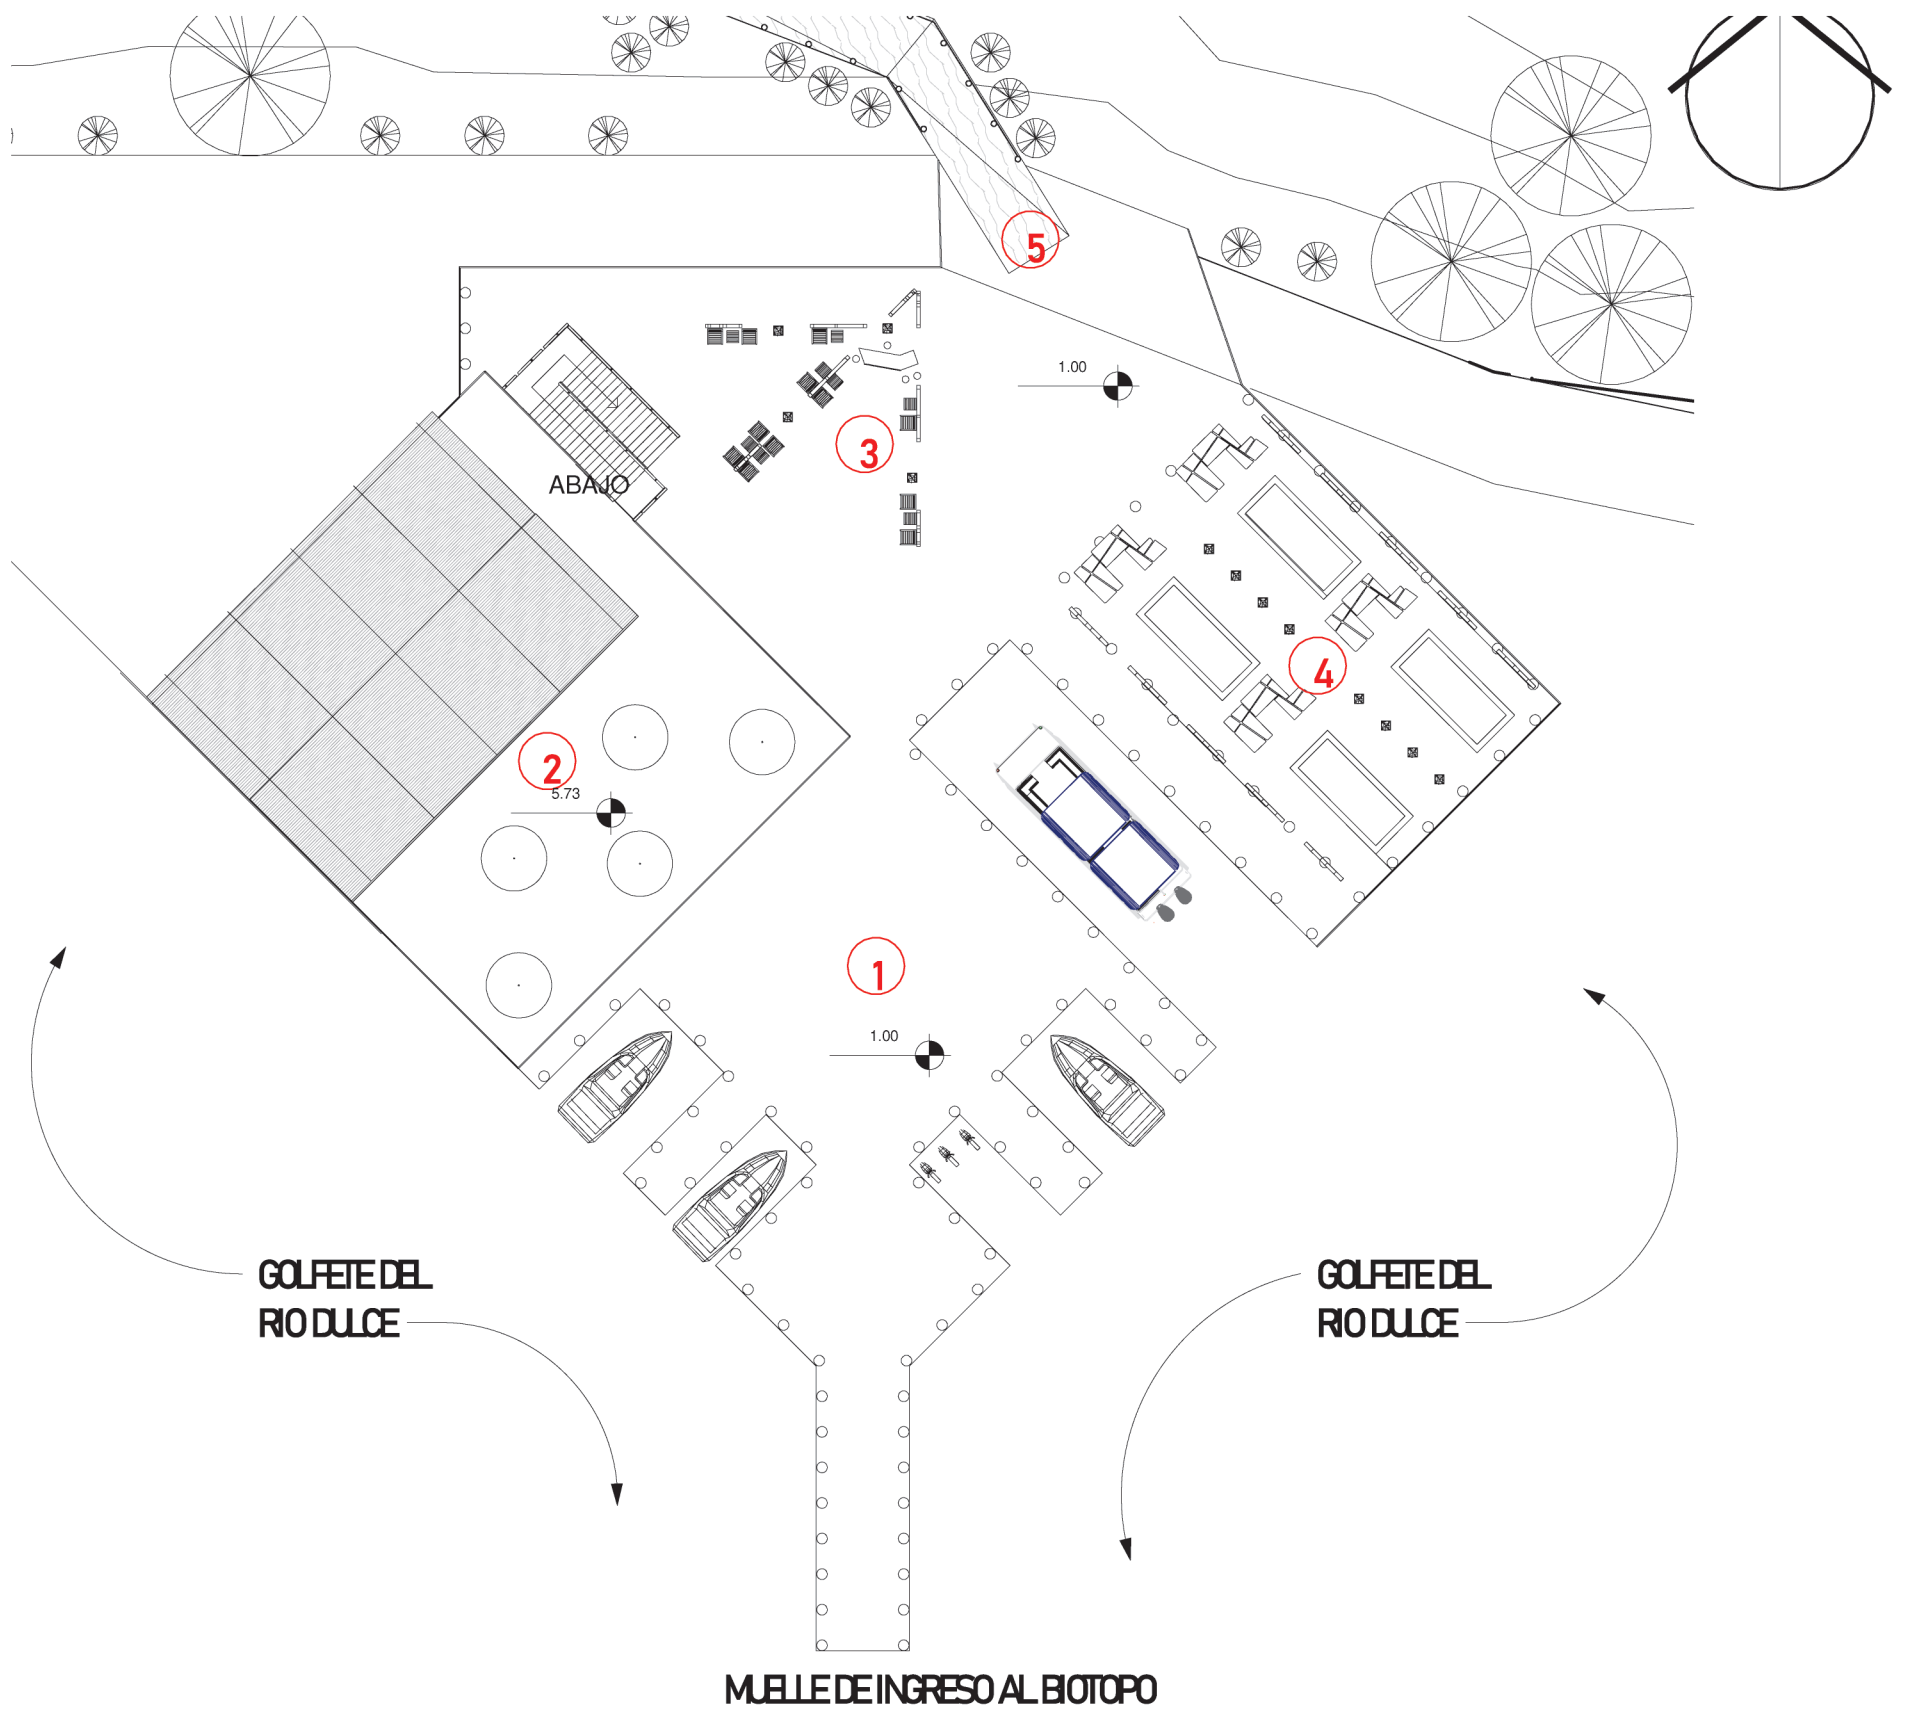 5
1.00
3
ABAJO
4
2
5.73
1
1.00
GOLFETE DEL
RIO DULCE
GOLFETE DEL
RIO DULCE
MUELLE DE INGRESO AL BIOTOPO